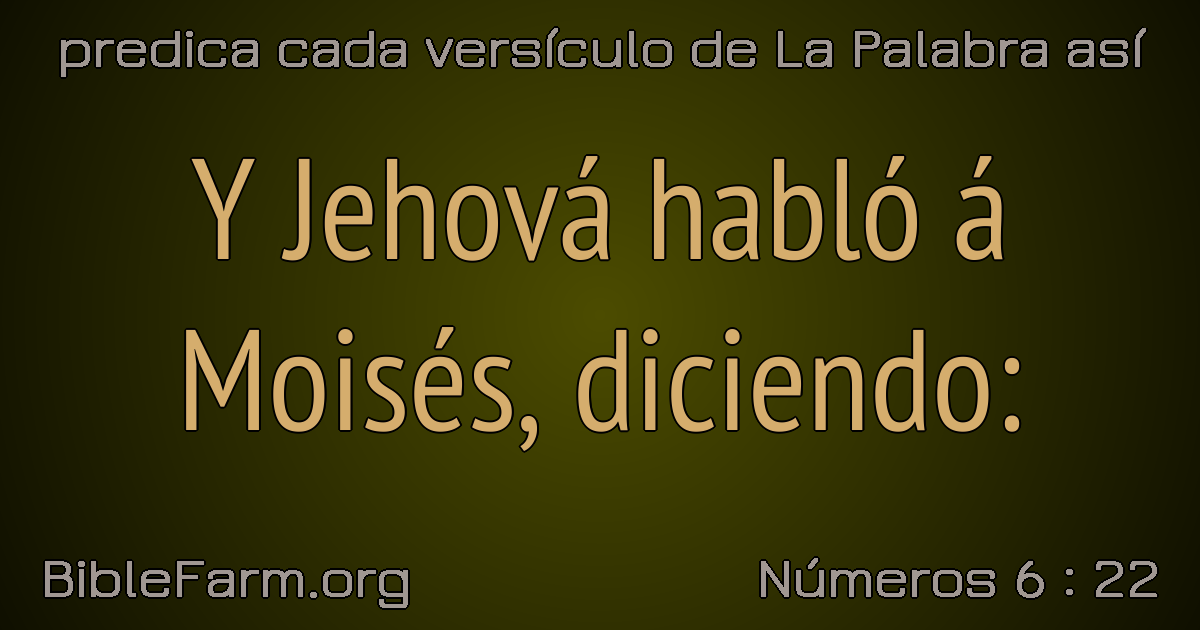 predica cada versículo de La Palabra así
Y Jehová habló á
Moisés, diciendo:
BibleFarm.org
Números 6 : 22